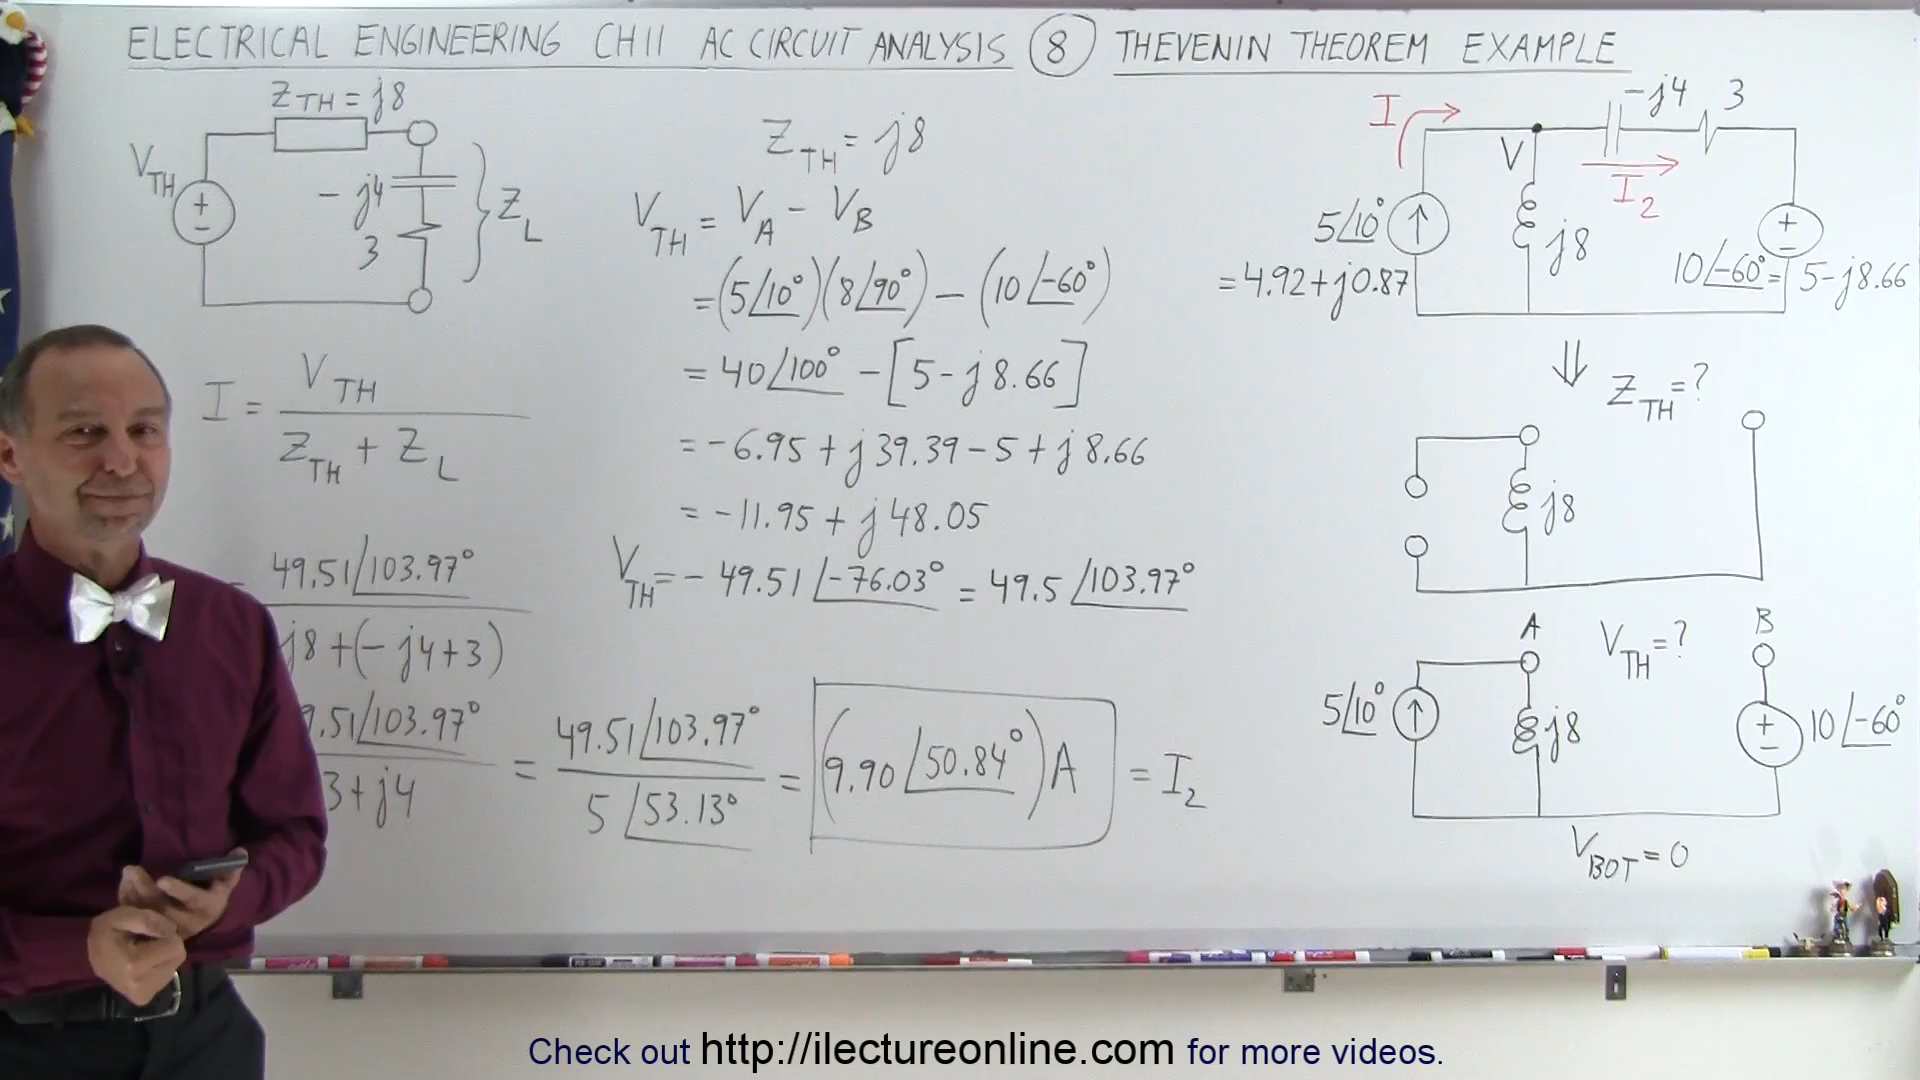 ELECTRICAL ENGINEERING CH 11 AC CIRCUIT ANALYSIS (8) THEVENIN THEOREM EXAMPLE
Z_TH = j8
V_TH
+
-
- j4
3
Z_L
I = V_TH / (Z_TH + Z_L)
49.51∠103.97°
j8 + (- j4 + 3)
9.51∠103.97°
3 + j4
= 49.51∠103.97° / 5∠53.13° = (9.90∠50.84°) A = I_2
Z_TH = j8
V_TH = V_A - V_B
= (5∠10°)(8∠90°) - (10∠-60°)
= 40∠100° - [5 - j8.66]
= -6.95 + j39.39 - 5 + j8.66
= -11.95 + j48.05
V_TH = - 49.51∠-76.03° = 49.5∠103.97°
I
-j4
3
V
I_2
5∠10°
= 4.92 + j0.87
j8
+
-
10∠-60° = 5 - j8.66
⇓ Z_TH = ?
j8
A
V_TH = ?
B
5∠10°
j8
+
-
10∠-60°
V_BOT = 0
Check out http://ilectureonline.com for more videos.